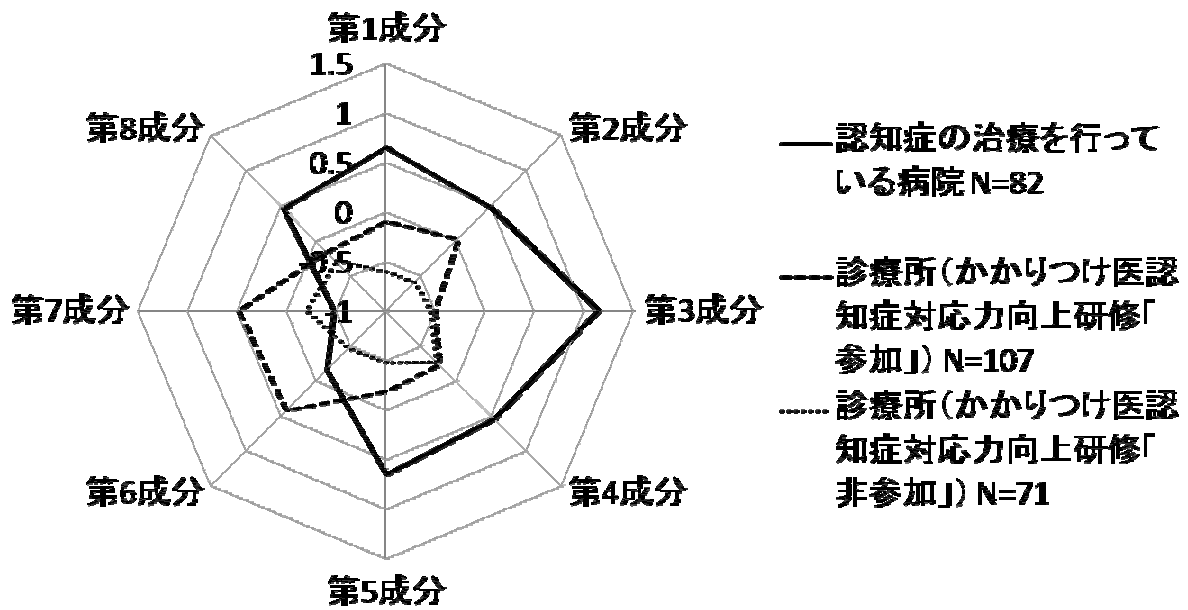 第1成分
1.5
1
0.5
0
-0.5
-1
第2成分
第3成分
第4成分
第5成分
第6成分
第7成分
第8成分
認知症の治療を行って
いる病院 N=82
診療所(かかりつけ医認
知症対応力向上研修「
参加」) N=107
診療所(かかりつけ医認
知症対応力向上研修「
非参加」) N=71